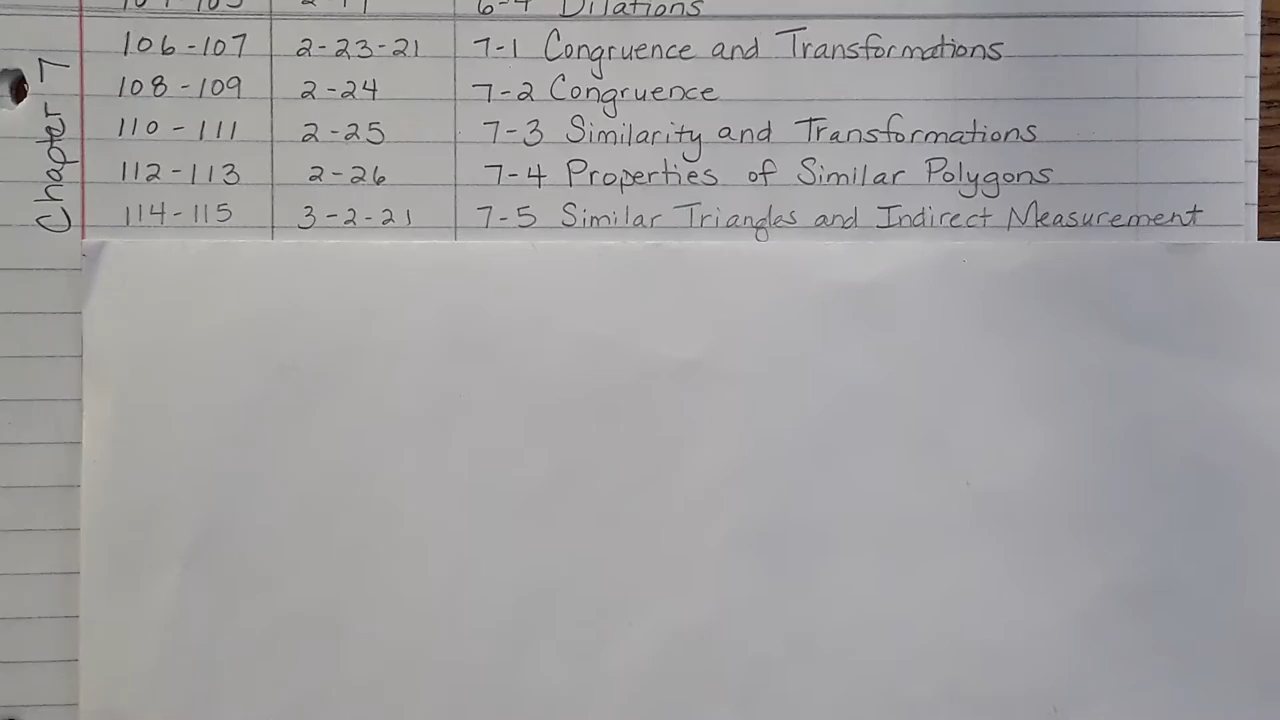 6-4 Dilations
106-107 2-23-21 7-1 Congruence and Transformations
108-109 2-24 7-2 Congruence
110-111 2-25 7-3 Similarity and Transformations
112-113 2-26 7-4 Properties of Similar Polygons
114-115 3-2-21 7-5 Similar Triangles and Indirect Measurement
Chapter 7